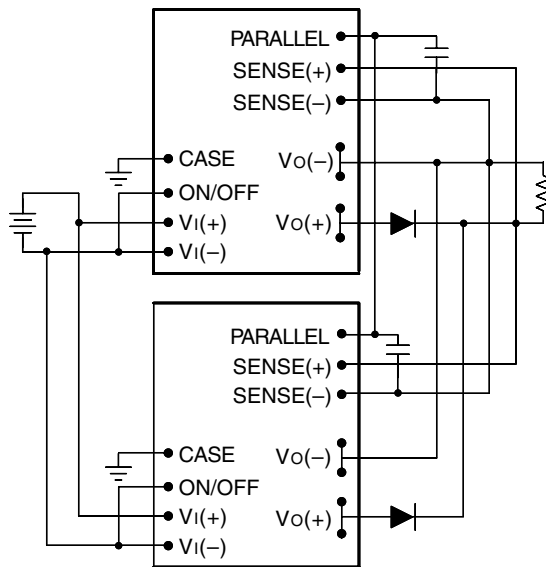 PARALLEL
SENSE(+)
SENSE(–)
CASE
VO(–)
ON/OFF
VI(+)
VO(+)
VI(–)
PARALLEL
SENSE(+)
SENSE(–)
CASE
VO(–)
ON/OFF
VI(+)
VO(+)
VI(–)